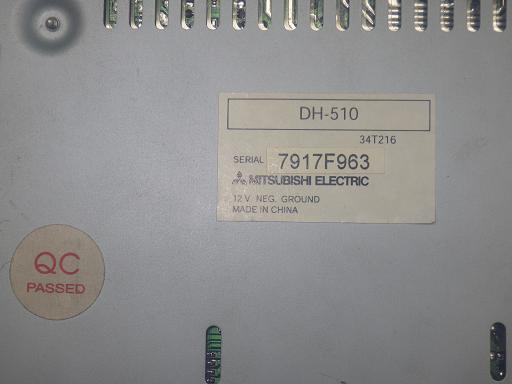 DH-510
34T216
SERIAL 7917F963
MITSUBISHI ELECTRIC
12 V NEG. GROUND
MADE IN CHINA
QC
PASSED